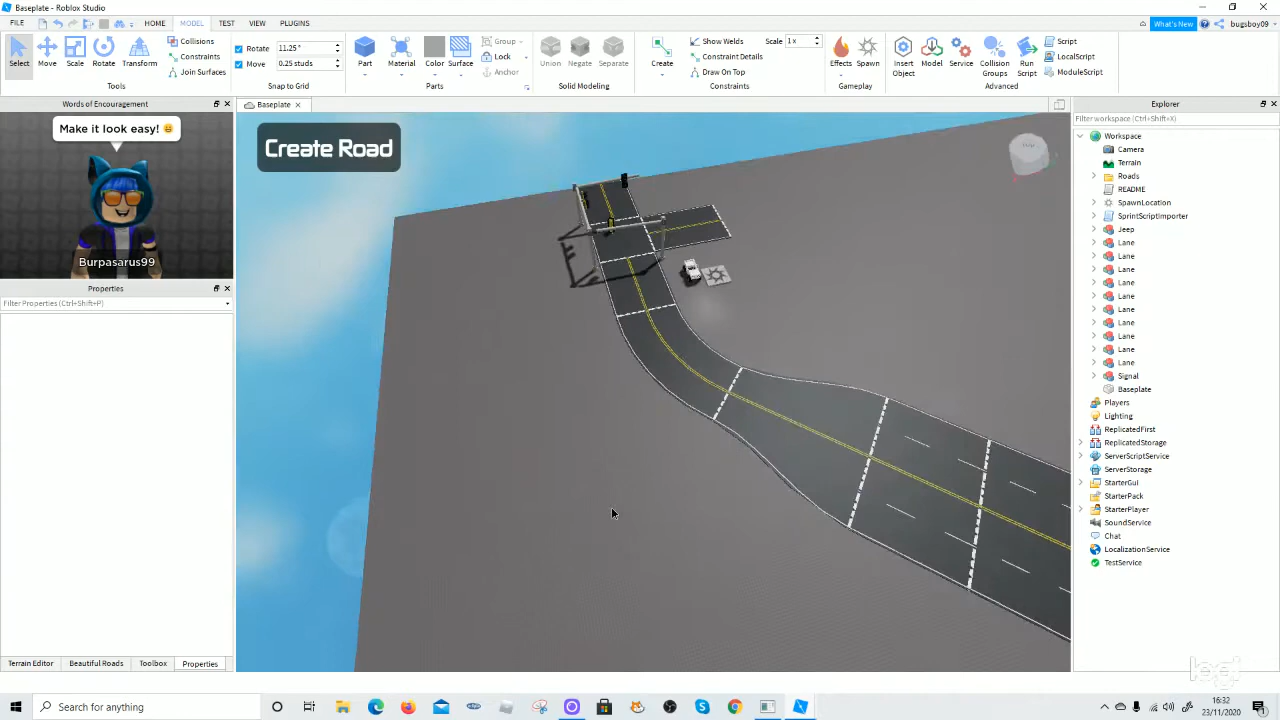 Baseplate - Roblox Studio
FILE HOME MODEL TEST VIEW PLUGINS What's New bugsboy09
Select Move Scale Rotate Transform
Collisions
Constraints
Join Surfaces
Tools
Rotate 11.25 °
Move 0.25 studs
Snap to Grid
Part Material Color Surface
Group
Lock
Anchor
Parts
Union Negate Separate
Solid Modeling
Create
Show Welds Scale 1 x
Constraint Details
Draw On Top
Constraints
Effects Spawn
Gameplay
Insert Object Model Service Collision Groups Run Script
Script
LocalScript
ModuleScript
Advanced
Words of Encouragement
Make it look easy!
Burpasarus99
Properties
Filter Properties (Ctrl+Shift+P)
Terrain Editor Beautiful Roads Toolbox Properties
Baseplate
Create Road
Explorer
Filter workspace (Ctrl+Shift+X)
Workspace
Camera
Terrain
Roads
README
SpawnLocation
SprintScriptImporter
Jeep
Lane
Lane
Lane
Lane
Lane
Lane
Lane
Lane
Lane
Lane
Signal
Baseplate
Players
Lighting
ReplicatedFirst
ReplicatedStorage
ServerScriptService
ServerStorage
StarterGui
StarterPack
StarterPlayer
SoundService
Chat
LocalizationService
TestService
Search for anything
16:32
23/11/2020